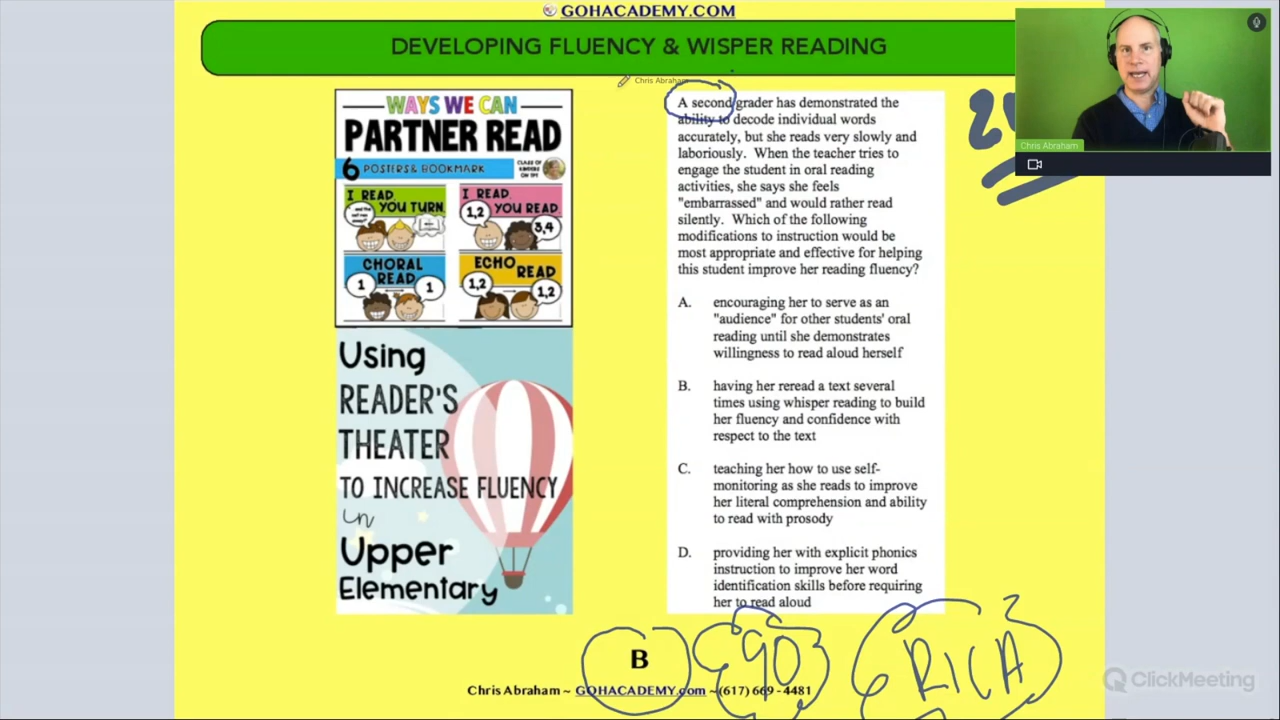 GOHACADEMY.COM
DEVELOPING FLUENCY & WISPER READING
Chris Abraham
WAYS WE CAN
PARTNER READ
6 POSTERS & BOOKMARK
CLASS OF
KINDERS
ON TPT
I READ,
YOU TURN.
I READ,
YOU READ
1,2
3,4
CHORAL
READ
1
1
ECHO
READ
1,2
1,2
Using
READER'S
THEATER
TO INCREASE FLUENCY
in
Upper
Elementary
A second grader has demonstrated the
ability to decode individual words
accurately, but she reads very slowly and
laboriously. When the teacher tries to
engage the student in oral reading
activities, she says she feels
"embarrassed" and would rather read
silently. Which of the following
modifications to instruction would be
most appropriate and effective for helping
this student improve her reading fluency?
A. encouraging her to serve as an
"audience" for other students' oral
reading until she demonstrates
willingness to read aloud herself
B. having her reread a text several
times using whisper reading to build
her fluency and confidence with
respect to the text
C. teaching her how to use self-
monitoring as she reads to improve
her literal comprehension and ability
to read with prosody
D. providing her with explicit phonics
instruction to improve her word
identification skills before requiring
her to read aloud
Chris Abraham
B
90
RICA
Chris Abraham ~ GOHACADEMY.com ~ (617) 669 - 4481
ClickMeeting